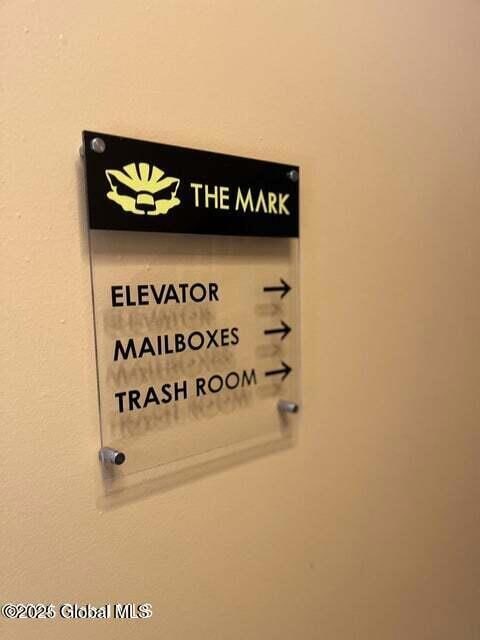 THE MARK
ELEVATOR →
MAILBOXES →
TRASH ROOM →
©2025 Global MLS